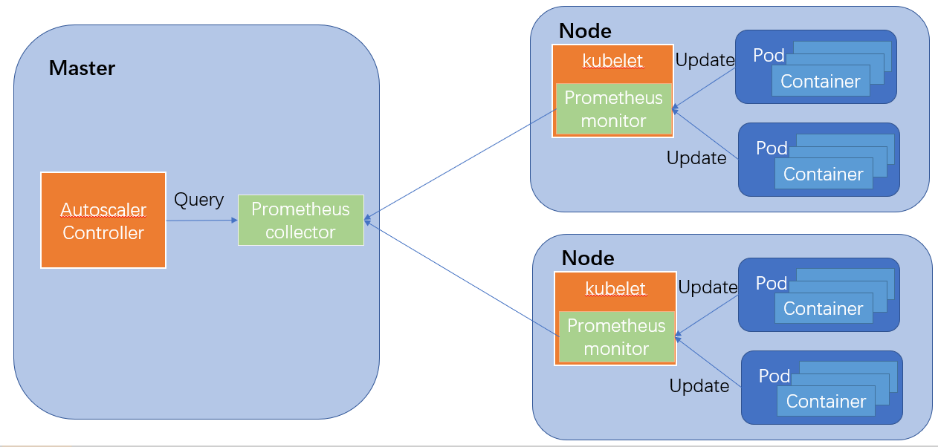 Master
Autoscaler
Controller
Query
Prometheus
collector
Node
kubelet
Prometheus
monitor
Update
Update
Pod
Container
Pod
Container
Node
kubelet
Prometheus
monitor
Update
Update
Pod
Container
Pod
Container